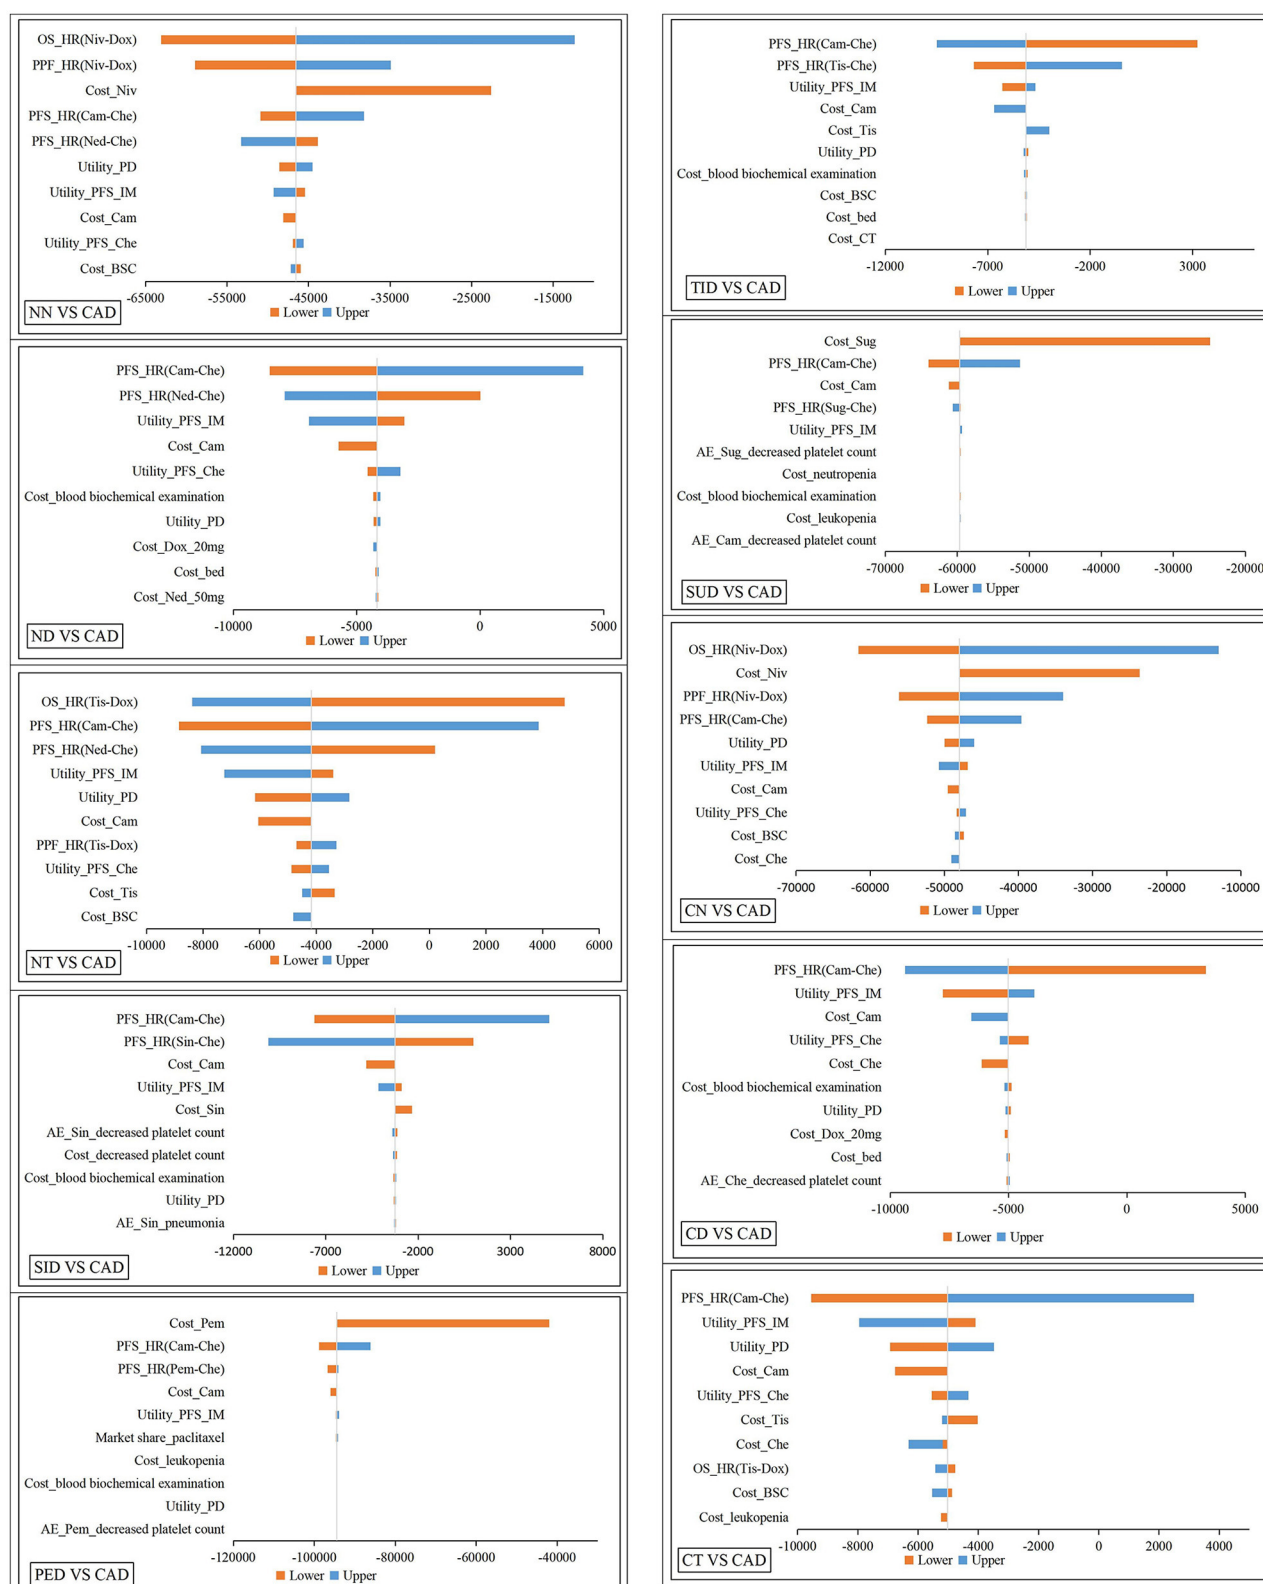 OS_HR(Niv-Dox)
PPF_HR(Niv-Dox)
Cost_Niv
PFS_HR(Cam-Che)
PFS_HR(Ned-Che)
Utility_PD
Utility_PFS_IM
Cost_Cam
Utility_PFS_Che
Cost_BSC
-65000 -55000 -45000 -35000 -25000 -15000
NN VS CAD
Lower Upper
PFS_HR(Cam-Che)
PFS_HR(Ned-Che)
Utility_PFS_IM
Cost_Cam
Utility_PFS_Che
Cost_blood biochemical examination
Utility_PD
Cost_Dox_20mg
Cost_bed
Cost_Ned_50mg
-10000 -5000 0 5000
ND VS CAD
Lower Upper
OS_HR(Tis-Dox)
PFS_HR(Cam-Che)
PFS_HR(Ned-Che)
Utility_PFS_IM
Utility_PD
Cost_Cam
PPF_HR(Tis-Dox)
Utility_PFS_Che
Cost_Tis
Cost_BSC
-10000 -8000 -6000 -4000 -2000 0 2000 4000 6000
NT VS CAD
Lower Upper
PFS_HR(Cam-Che)
PFS_HR(Sin-Che)
Cost_Cam
Utility_PFS_IM
Cost_Sin
AE_Sin_decreased platelet count
Cost_decreased platelet count
Cost_blood biochemical examination
Utility_PD
AE_Sin_pneumonia
-12000 -7000 -2000 3000 8000
SID VS CAD
Lower Upper
Cost_Pem
PFS_HR(Cam-Che)
PFS_HR(Pem-Che)
Cost_Cam
Utility_PFS_IM
Market share_paclitaxel
Cost_leukopenia
Cost_blood biochemical examination
Utility_PD
AE_Pem_decreased platelet count
-120000 -100000 -80000 -60000 -40000
PED VS CAD
Lower Upper
PFS_HR(Cam-Che)
PFS_HR(Tis-Che)
Utility_PFS_IM
Cost_Cam
Cost_Tis
Utility_PD
Cost_blood biochemical examination
Cost_BSC
Cost_bed
Cost_CT
-12000 -7000 -2000 3000
TID VS CAD
Lower Upper
Cost_Sug
PFS_HR(Cam-Che)
Cost_Cam
PFS_HR(Sug-Che)
Utility_PFS_IM
AE_Sug_decreased platelet count
Cost_neutropenia
Cost_blood biochemical examination
Cost_leukopenia
AE_Cam_decreased platelet count
-70000 -60000 -50000 -40000 -30000 -20000
SUD VS CAD
Lower Upper
OS_HR(Niv-Dox)
Cost_Niv
PPF_HR(Niv-Dox)
PFS_HR(Cam-Che)
Utility_PD
Utility_PFS_IM
Cost_Cam
Utility_PFS_Che
Cost_BSC
Cost_Che
-70000 -60000 -50000 -40000 -30000 -20000 -10000
CN VS CAD
Lower Upper
PFS_HR(Cam-Che)
Utility_PFS_IM
Cost_Cam
Utility_PFS_Che
Cost_Che
Cost_blood biochemical examination
Utility_PD
Cost_Dox_20mg
Cost_bed
AE_Che_decreased platelet count
-10000 -5000 0 5000
CD VS CAD
Lower Upper
PFS_HR(Cam-Che)
Utility_PFS_IM
Utility_PD
Cost_Cam
Utility_PFS_Che
Cost_Tis
Cost_Che
OS_HR(Tis-Dox)
Cost_BSC
Cost_leukopenia
-10000 -8000 -6000 -4000 -2000 0 2000 4000
CT VS CAD
Lower Upper